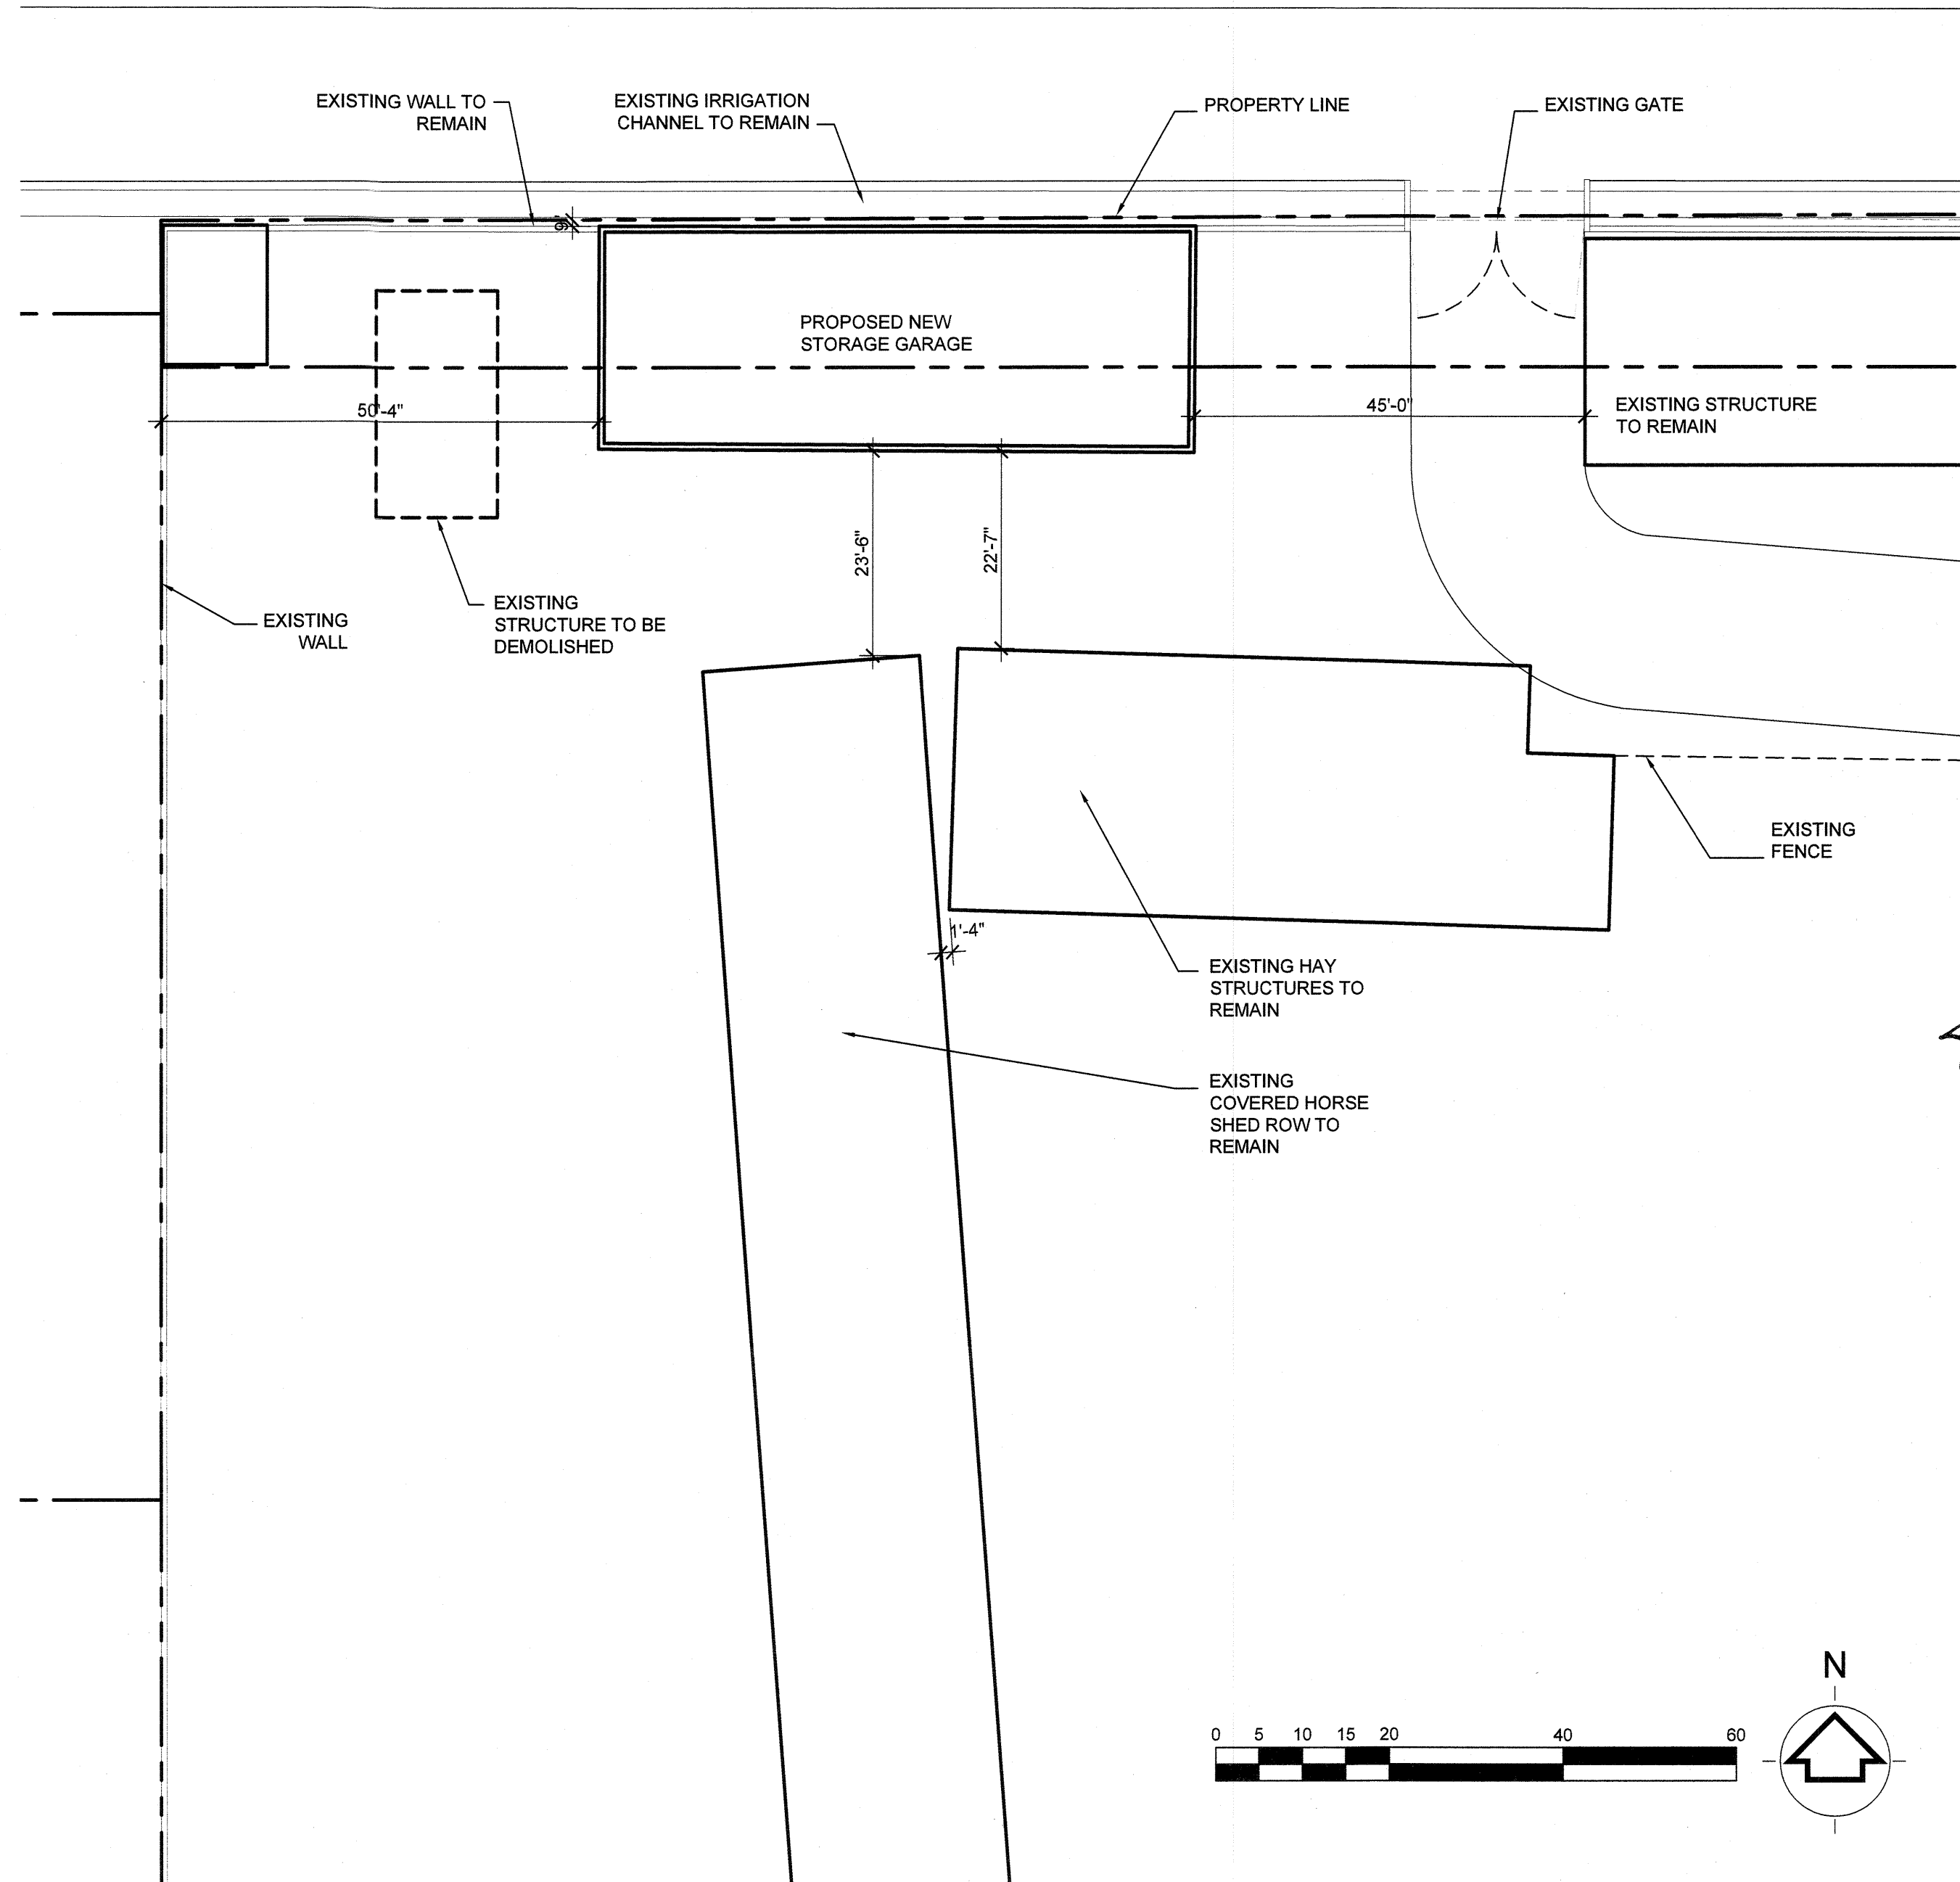 EXISTING WALL TO
REMAIN
EXISTING IRRIGATION
CHANNEL TO REMAIN
PROPERTY LINE
EXISTING GATE
PROPOSED NEW
STORAGE GARAGE
50'-4"
45'-0"
EXISTING STRUCTURE
TO REMAIN
23'-6"
22'-7"
EXISTING
WALL
EXISTING
STRUCTURE TO BE
DEMOLISHED
EXISTING
FENCE
1'-4"
EXISTING HAY
STRUCTURES TO
REMAIN
EXISTING
COVERED HORSE
SHED ROW TO
REMAIN
N
0 5 10 15 20 40 60